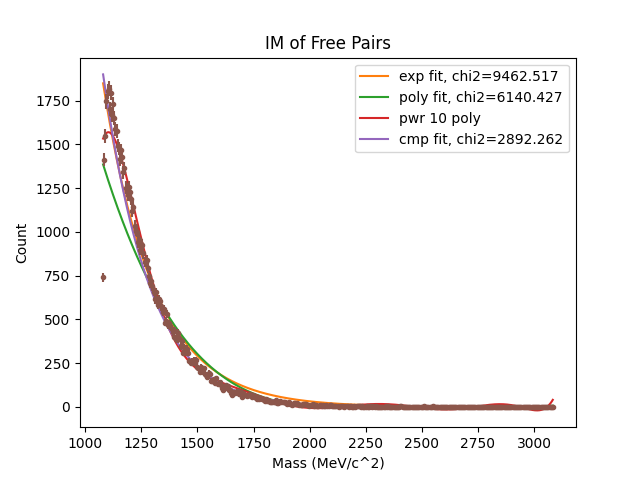 IM of Free Pairs
exp fit, chi2=9462.517
poly fit, chi2=6140.427
pwr 10 poly
cmp fit, chi2=2892.262
Count
1750
1500
1250
1000
750
500
250
0
1000
1250
1500
1750
2000
2250
2500
2750
3000
Mass (MeV/c^2)